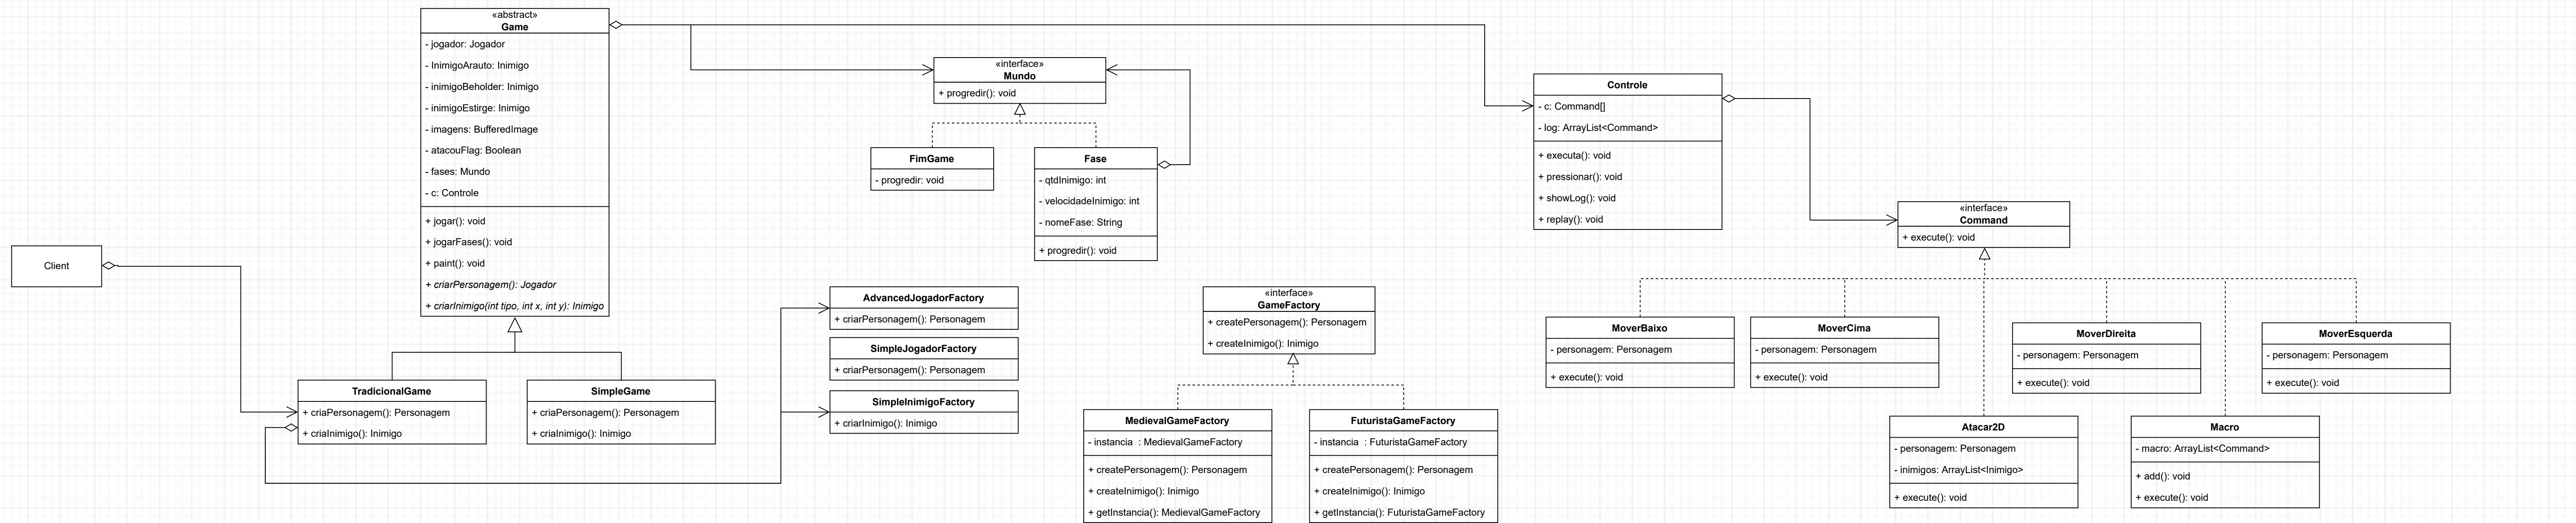 «abstract»
Game
- jogador: Jogador
- InimigoArauto: Inimigo
- inimigoBeholder: Inimigo
- inimigoEstirge: Inimigo
- imagens: BufferedImage
- atacouFlag: Boolean
- fases: Mundo
- c: Controle
+ jogar(): void
+ jogarFases(): void
+ paint(): void
+ criarPersonagem(): Jogador
+ criarInimigo(int tipo, int x, int y): Inimigo
Client
TradicionalGame
+ criaPersonagem(): Personagem
+ criaInimigo(): Inimigo
SimpleGame
+ criaPersonagem(): Personagem
+ criaInimigo(): Inimigo
«interface»
Mundo
+ progredir(): void
FimGame
- progredir: void
Fase
- qtdInimigo: int
- velocidadeInimigo: int
- nomeFase: String
+ progredir(): void
AdvancedJogadorFactory
+ criarPersonagem(): Personagem
SimpleJogadorFactory
+ criarPersonagem(): Personagem
SimpleInimigoFactory
+ criarInimigo(): Inimigo
«interface»
GameFactory
+ createPersonagem(): Personagem
+ createInimigo(): Inimigo
MedievalGameFactory
- instancia : MedievalGameFactory
+ createPersonagem(): Personagem
+ createInimigo(): Inimigo
+ getInstancia(): MedievalGameFactory
FuturistaGameFactory
- instancia : FuturistaGameFactory
+ createPersonagem(): Personagem
+ createInimigo(): Inimigo
+ getInstancia(): FuturistaGameFactory
Controle
- c: Command[]
- log: ArrayList<Command>
+ executa(): void
+ pressionar(): void
+ showLog(): void
+ replay(): void
«interface»
Command
+ execute(): void
MoverBaixo
- personagem: Personagem
+ execute(): void
MoverCima
- personagem: Personagem
+ execute(): void
MoverDireita
- personagem: Personagem
+ execute(): void
MoverEsquerda
- personagem: Personagem
+ execute(): void
Atacar2D
- personagem: Personagem
- inimigos: ArrayList<Inimigo>
+ execute(): void
Macro
- macro: ArrayList<Command>
+ add(): void
+ execute(): void